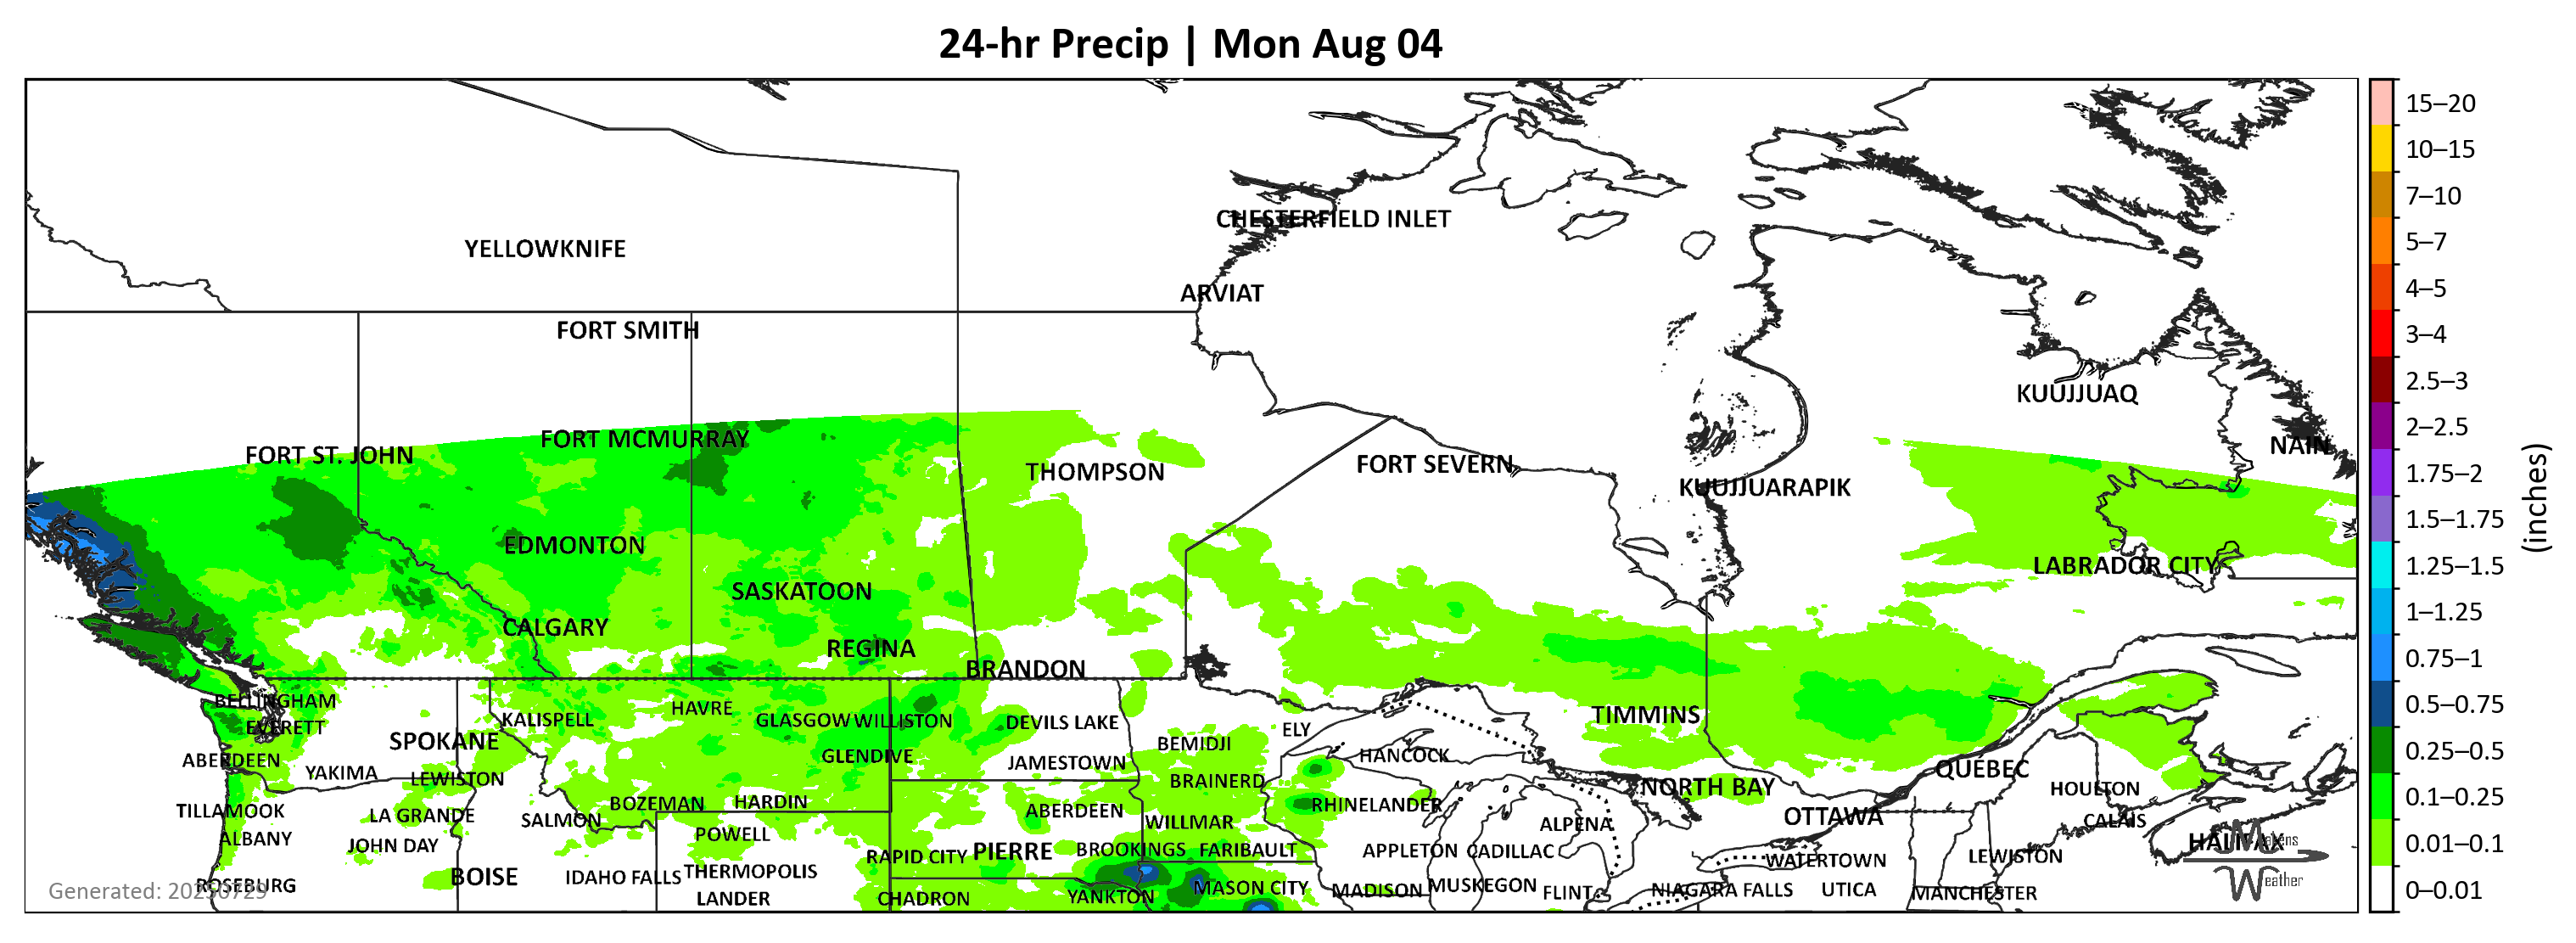 24-hr Precip | Mon Aug 04
CHESTERFIELD INLET
YELLOWKNIFE
ARVIAT
FORT SMITH
KUUJJUAQ
FORT MCMURRAY
NAIN
FORT ST. JOHN
FORT SEVERN
THOMPSON
KUUJJUARAPIK
EDMONTON
LABRADOR CITY
SASKATOON
CALGARY
REGINA
BRANDON
BELLINGHAM
HAVRE
KALISPELL
GLASGOW WILLISTON
DEVILS LAKE
TIMMINS
EVERETT
ELY
SPOKANE
BEMIDJI
HANCOCK
GLENDIVE
ABERDEEN
JAMESTOWN
QUÉBEC
YAKIMA
LEWISTON
BRAINERD
NORTH BAY
HOULTON
BOZEMAN
HARDIN
RHINELANDER
TILLAMOOK
LA GRANDE
SALMON
ABERDEEN
WILLMAR
ALPENA
OTTAWA
CALAIS
ALBANY
JOHN DAY
POWELL
HALIFAX
Matens
RAPID CITY
PIERRE
BROOKINGS
FARIBAULT
APPLETON
CADILLAC
WATERTOWN
LEWISTON
BOISE
IDAHO FALLS
THERMOPOLIS
Weather
ROSEBURG
Generated: 20250729
LANDER
CHADRON
YANKTON
MASON CITY
MADISON
MUSKEGON
FLINT
NIAGARA FALLS
UTICA
MANCHESTER
15–20
10–15
7–10
5–7
4–5
3–4
2.5–3
2–2.5
1.75–2
1.5–1.75
1.25–1.5
1–1.25
0.75–1
0.5–0.75
0.25–0.5
0.1–0.25
0.01–0.1
0–0.01
(inches)